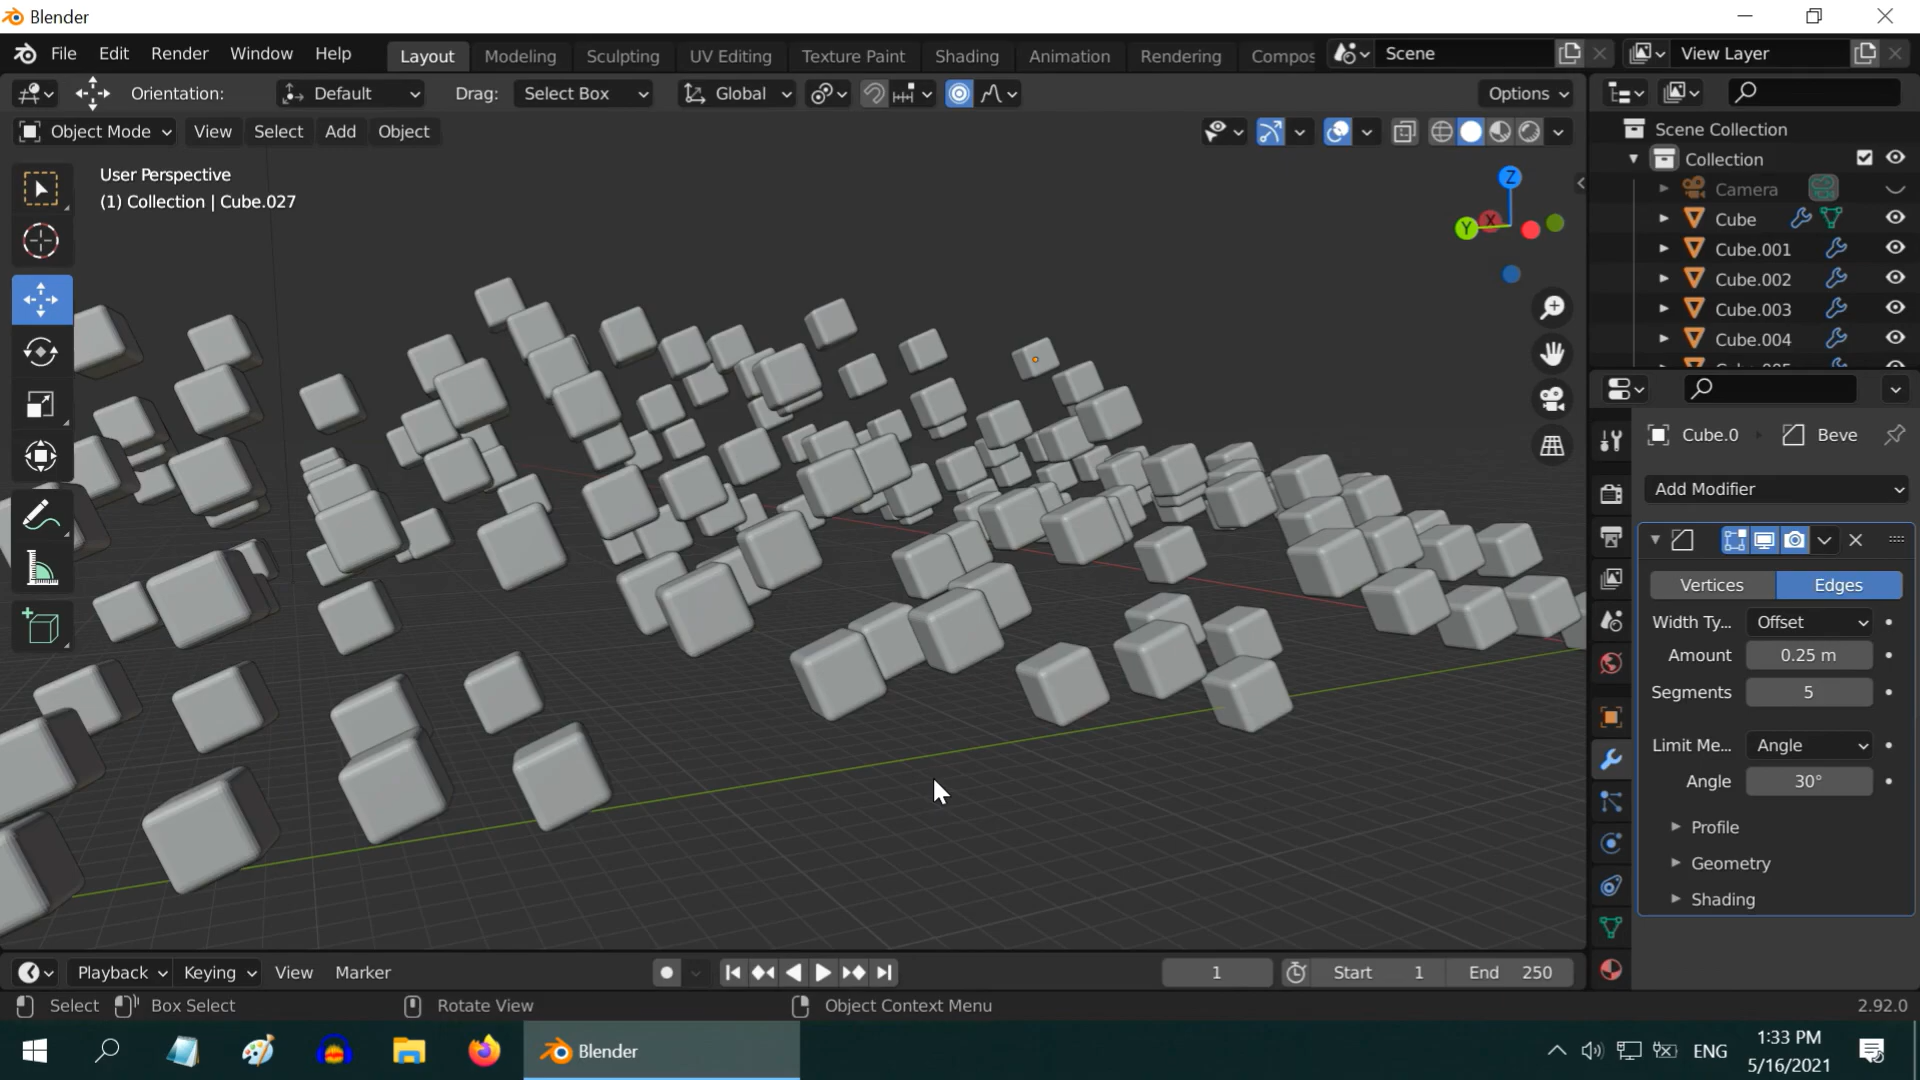 Blender
File Edit Render Window Help Layout Modeling Sculpting UV Editing Texture Paint Shading Animation Rendering Compos Scene View Layer
Orientation: Default Drag: Select Box Global Options
Object Mode View Select Add Object
User Perspective
(1) Collection | Cube.027
Z
X
Y
Scene Collection
Collection
Camera
Cube
Cube.001
Cube.002
Cube.003
Cube.004
Cube.0 Beve
Add Modifier
Vertices Edges
Width Ty... Offset
Amount 0.25 m
Segments 5
Limit Me... Angle
Angle 30°
Profile
Geometry
Shading
Playback Keying View Marker 1 Start 1 End 250
Select Box Select Rotate View Object Context Menu 2.92.0
Blender ENG 1:33 PM
5/16/2021